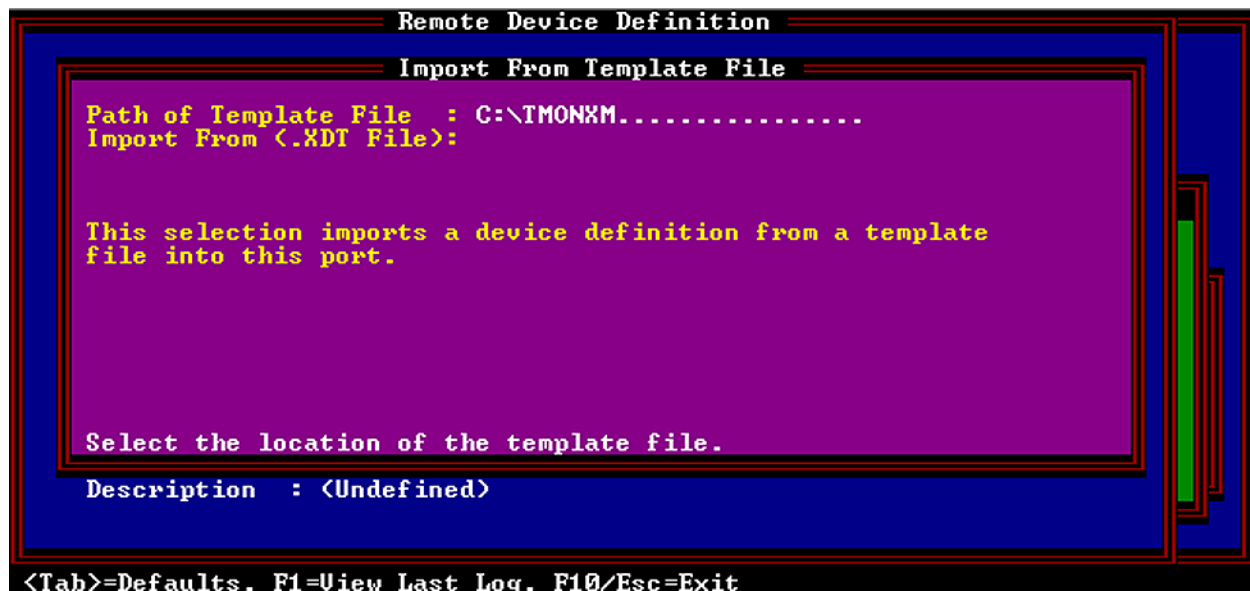 Remote Device Definition
Import From Template File
Path of Template File : C:\TMONXM................
Import From (.XDT File):
This selection imports a device definition from a template
file into this port.
Select the location of the template file.
Description : (Undefined)
<Tab>=Defaults, F1=View Last Log, F10/Esc=Exit